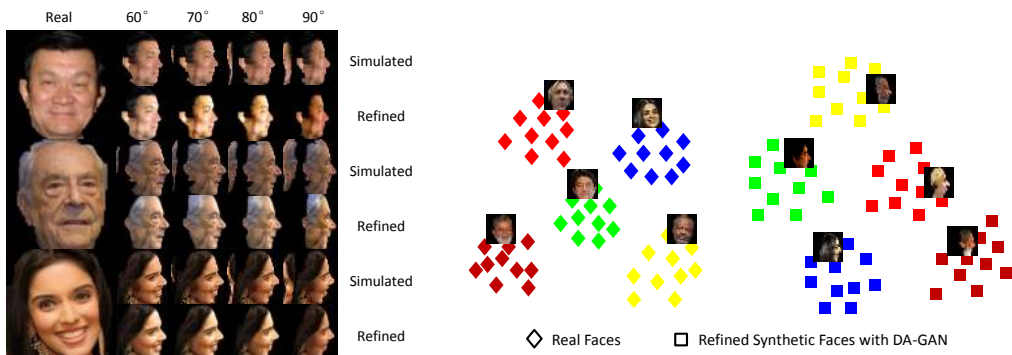 Real 60° 70° 80° 90°
Simulated
Refined
Simulated
Refined
Simulated
Refined
Real Faces
Refined Synthetic Faces with DA-GAN